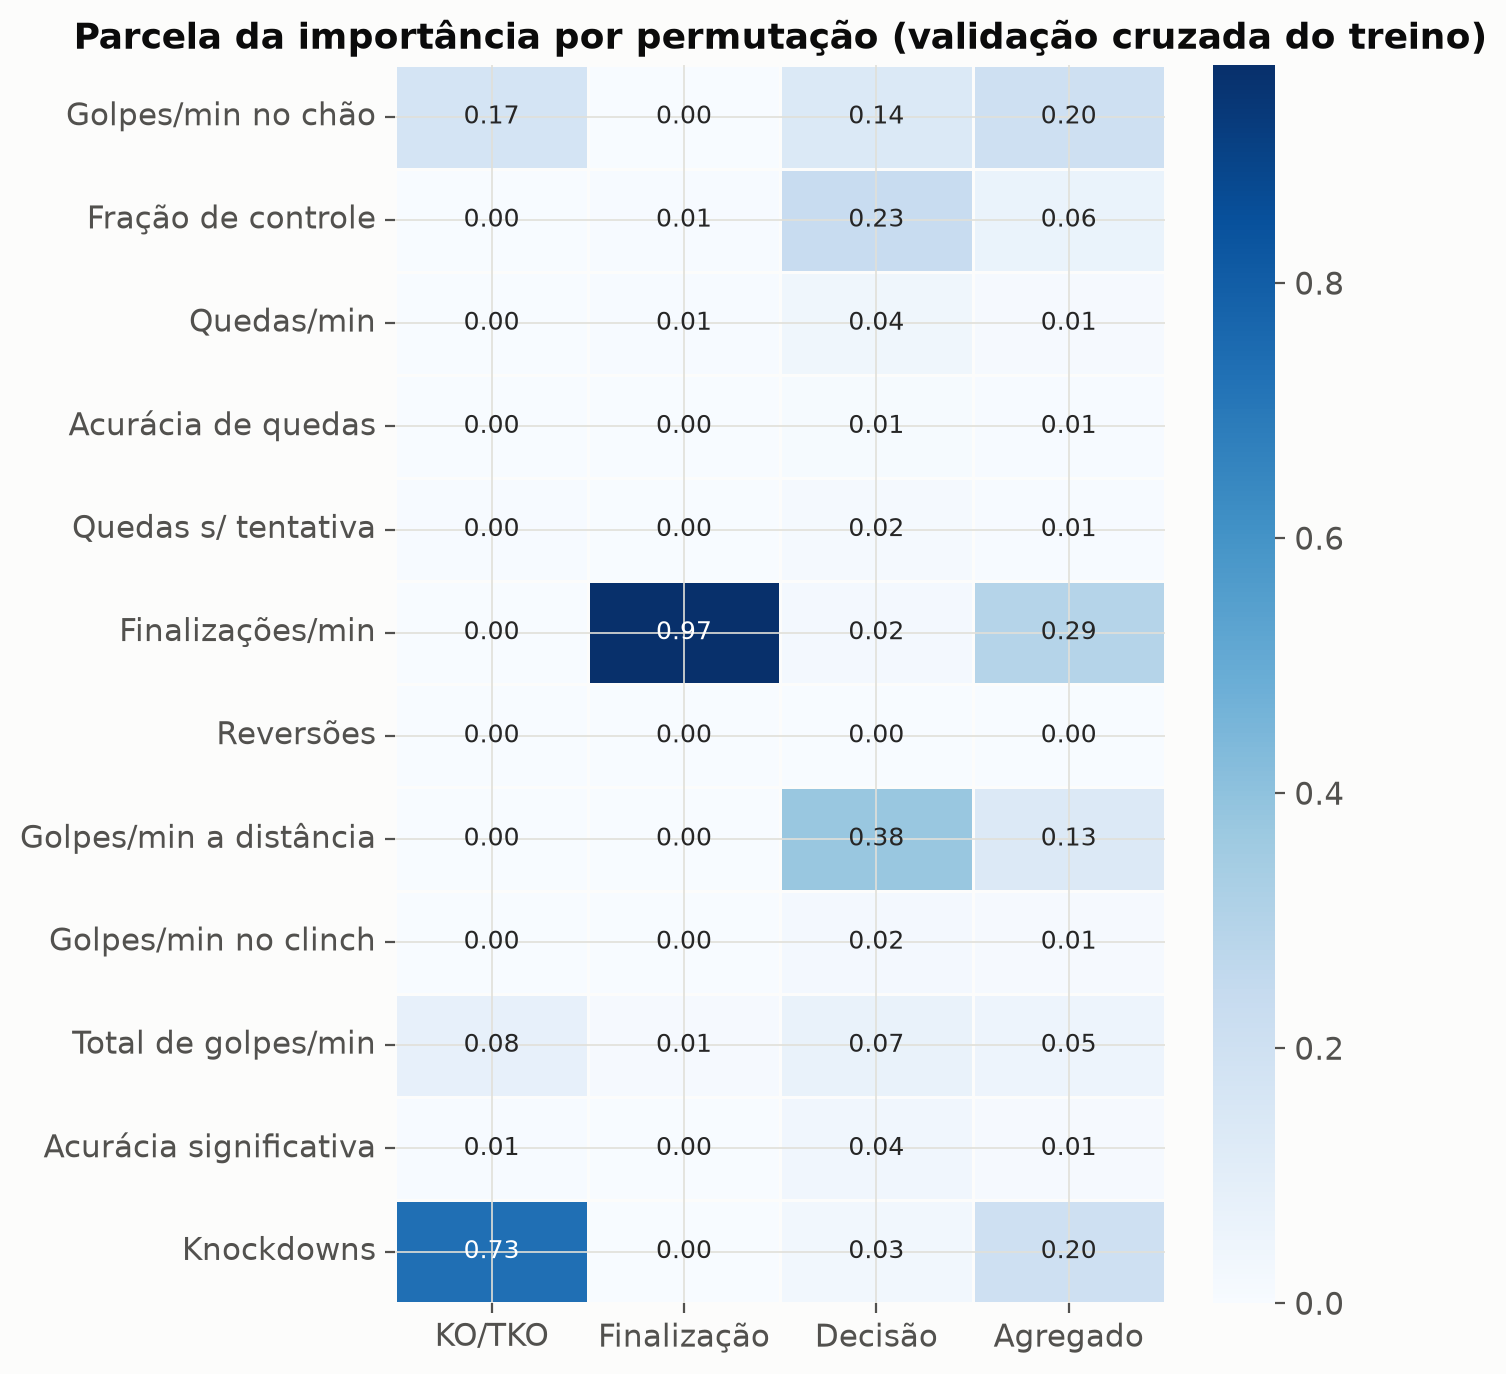 Parcela da importância por permutação (validação cruzada do treino)
Golpes/min no chão 0.17 0.00 0.14 0.20
Fração de controle 0.00 0.01 0.23 0.06
Quedas/min 0.00 0.01 0.04 0.01
Acurácia de quedas 0.00 0.00 0.01 0.01
Quedas s/ tentativa 0.00 0.00 0.02 0.01
Finalizações/min 0.00 0.97 0.02 0.29
Reversões 0.00 0.00 0.00 0.00
Golpes/min a distância 0.00 0.00 0.38 0.13
Golpes/min no clinch 0.00 0.00 0.02 0.01
Total de golpes/min 0.08 0.01 0.07 0.05
Acurácia significativa 0.01 0.00 0.04 0.01
Knockdowns 0.73 0.00 0.03 0.20
KO/TKO Finalização Decisão Agregado
0.8
0.6
0.4
0.2
0.0